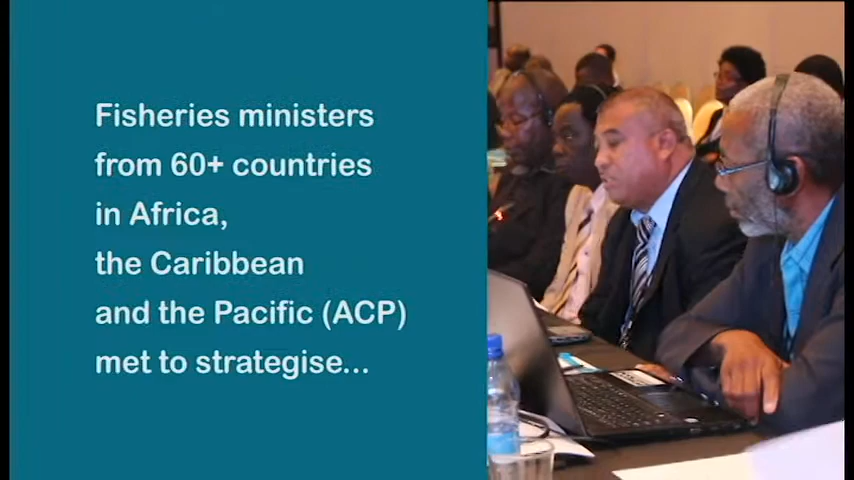 Fisheries ministers
from 60+ countries
in Africa,
the Caribbean
and the Pacific (ACP)
met to strategise...